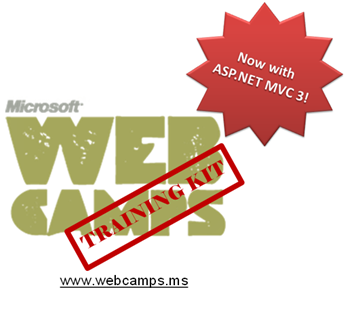 Now with
ASP.NET MVC 3!
Microsoft
WEB
CAMPS
TRAINING KIT
www.webcamps.ms